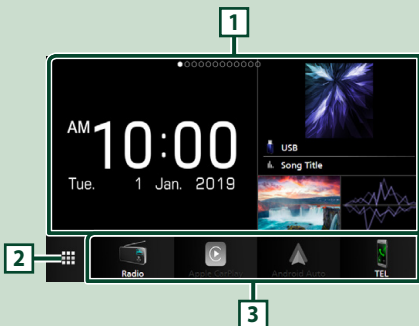 1
AM 10:00
Tue. 1 Jan. 2019
USB
Song Title
2
Radio
Apple CarPlay
Android Auto
TEL
3